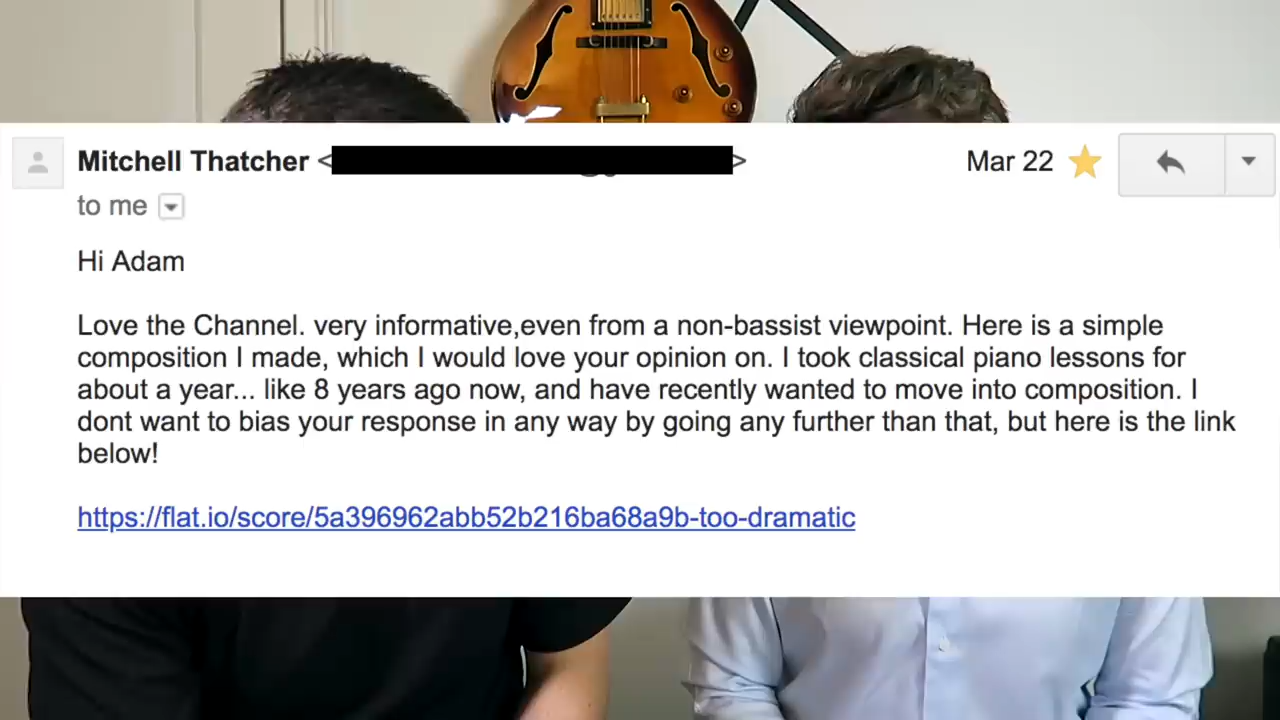 Mitchell Thatcher < >
Mar 22
to me
Hi Adam
Love the Channel. very informative,even from a non-bassist viewpoint. Here is a simple
composition I made, which I would love your opinion on. I took classical piano lessons for
about a year... like 8 years ago now, and have recently wanted to move into composition. I
dont want to bias your response in any way by going any further than that, but here is the link
below!
https://flat.io/score/5a396962abb52b216ba68a9b-too-dramatic